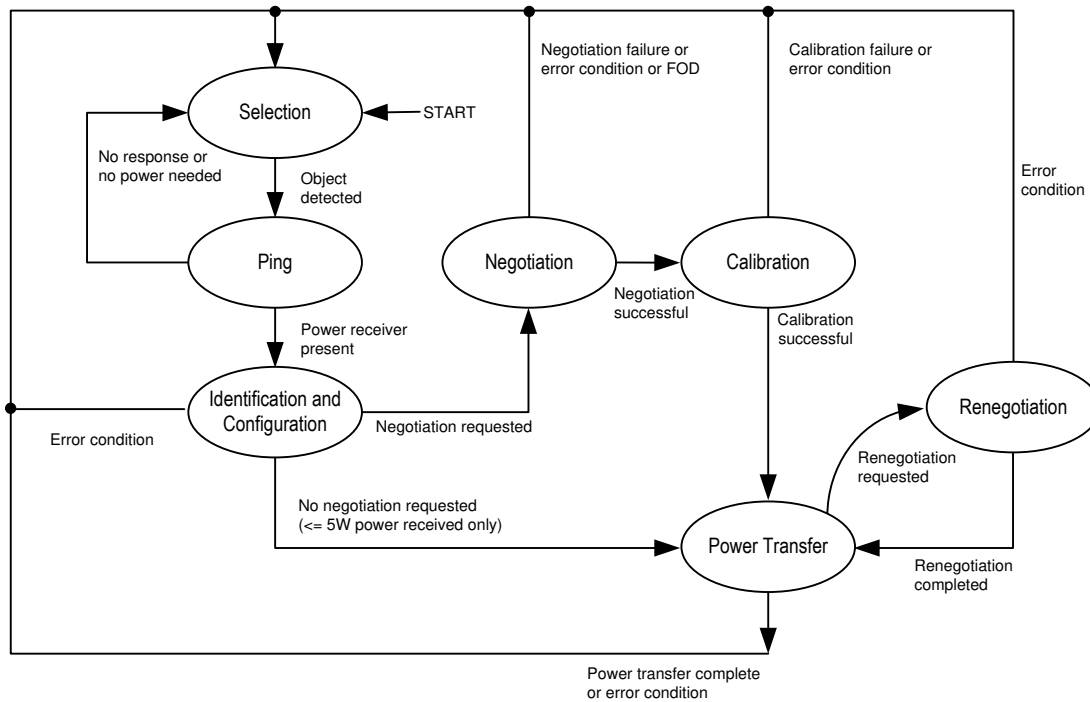 Negotiation failure or
error condition or FOD
Calibration failure or
error condition
Selection
START
No response or
no power needed
Object
detected
Error
condition
Ping
Negotiation
Calibration
Negotiation
successful
Power receiver
present
Calibration
successful
Identification and
Configuration
Renegotiation
Error condition
Negotiation requested
Renegotiation
requested
No negotiation requested
(<= 5W power received only)
Power Transfer
Renegotiation
completed
Power transfer complete
or error condition